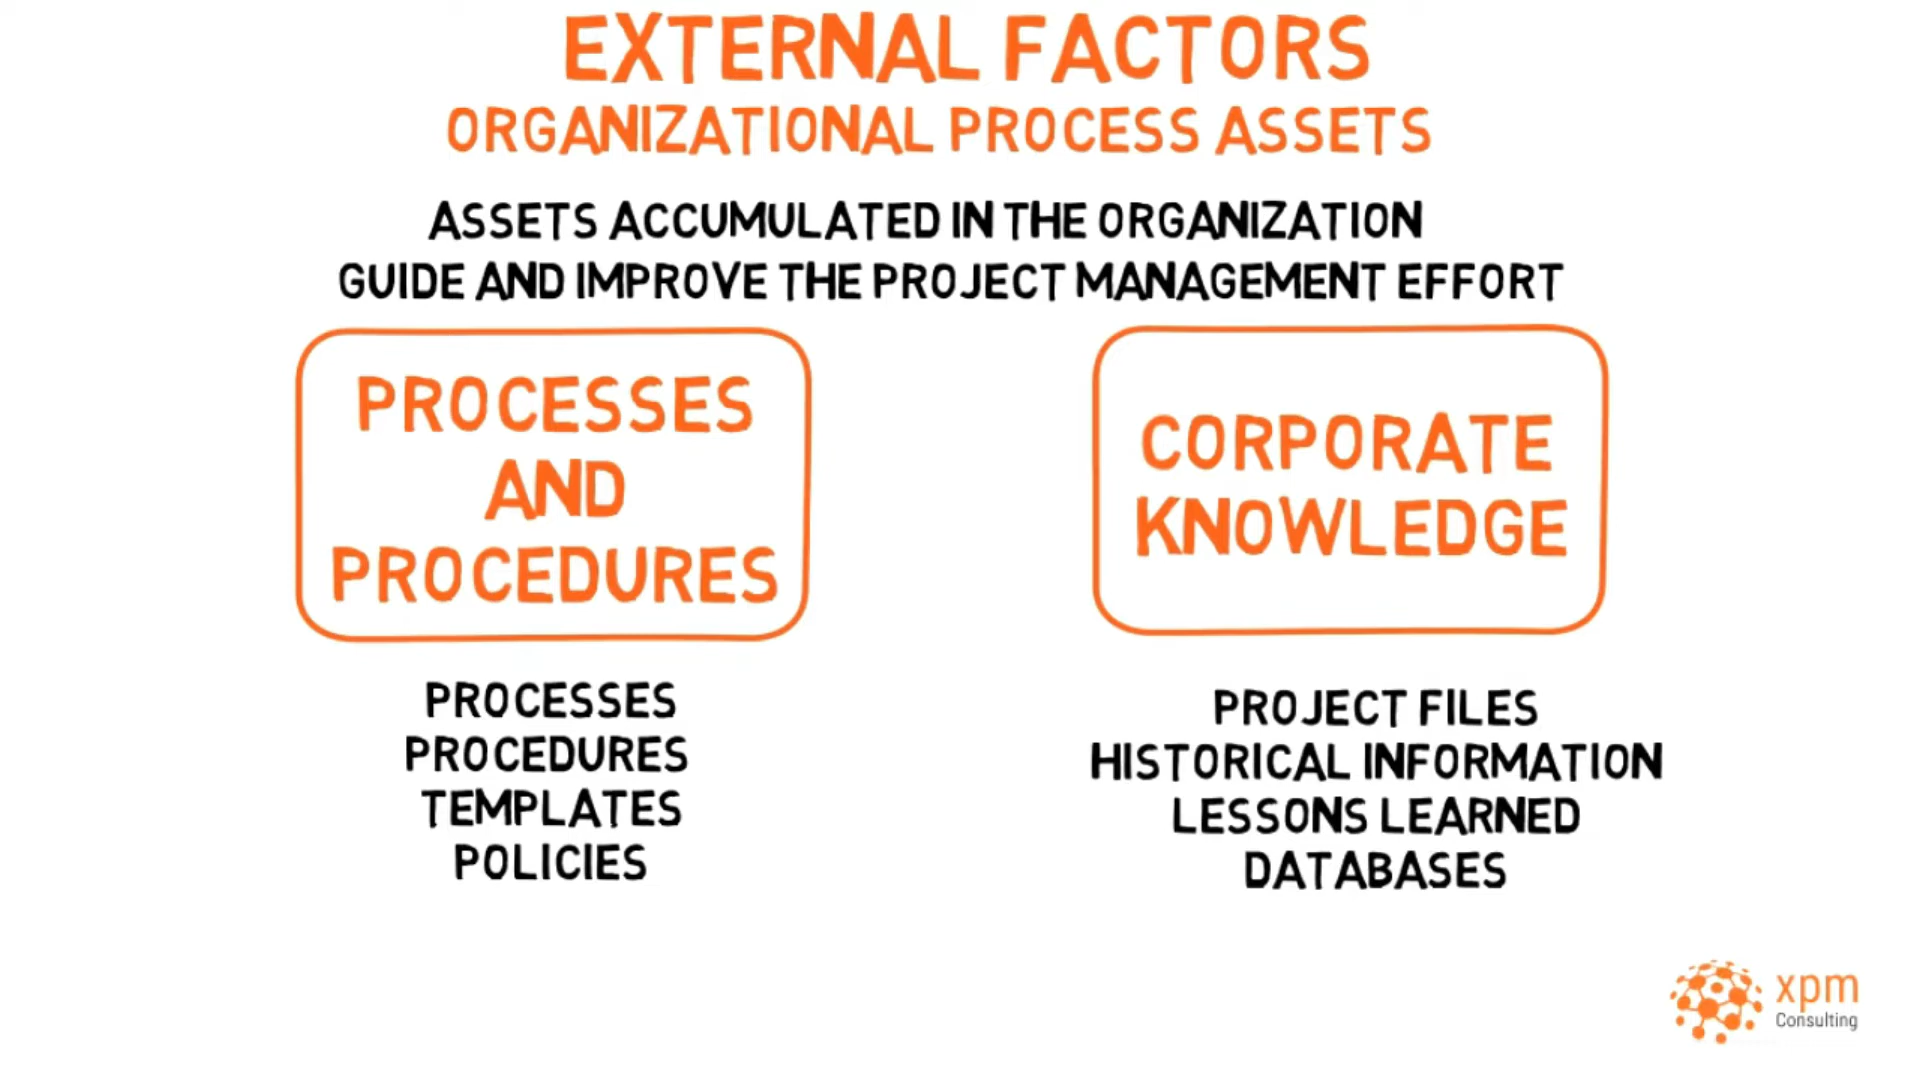 EXTERNAL FACTORS
ORGANIZATIONAL PROCESS ASSETS
ASSETS ACCUMULATED IN THE ORGANIZATION
GUIDE AND IMPROVE THE PROJECT MANAGEMENT EFFORT
PROCESSES
AND
PROCEDURES
PROCESSES
PROCEDURES
TEMPLATES
POLICIES
CORPORATE
KNOWLEDGE
PROJECT FILES
HISTORICAL INFORMATION
LESSONS LEARNED
DATABASES
xpm
Consulting